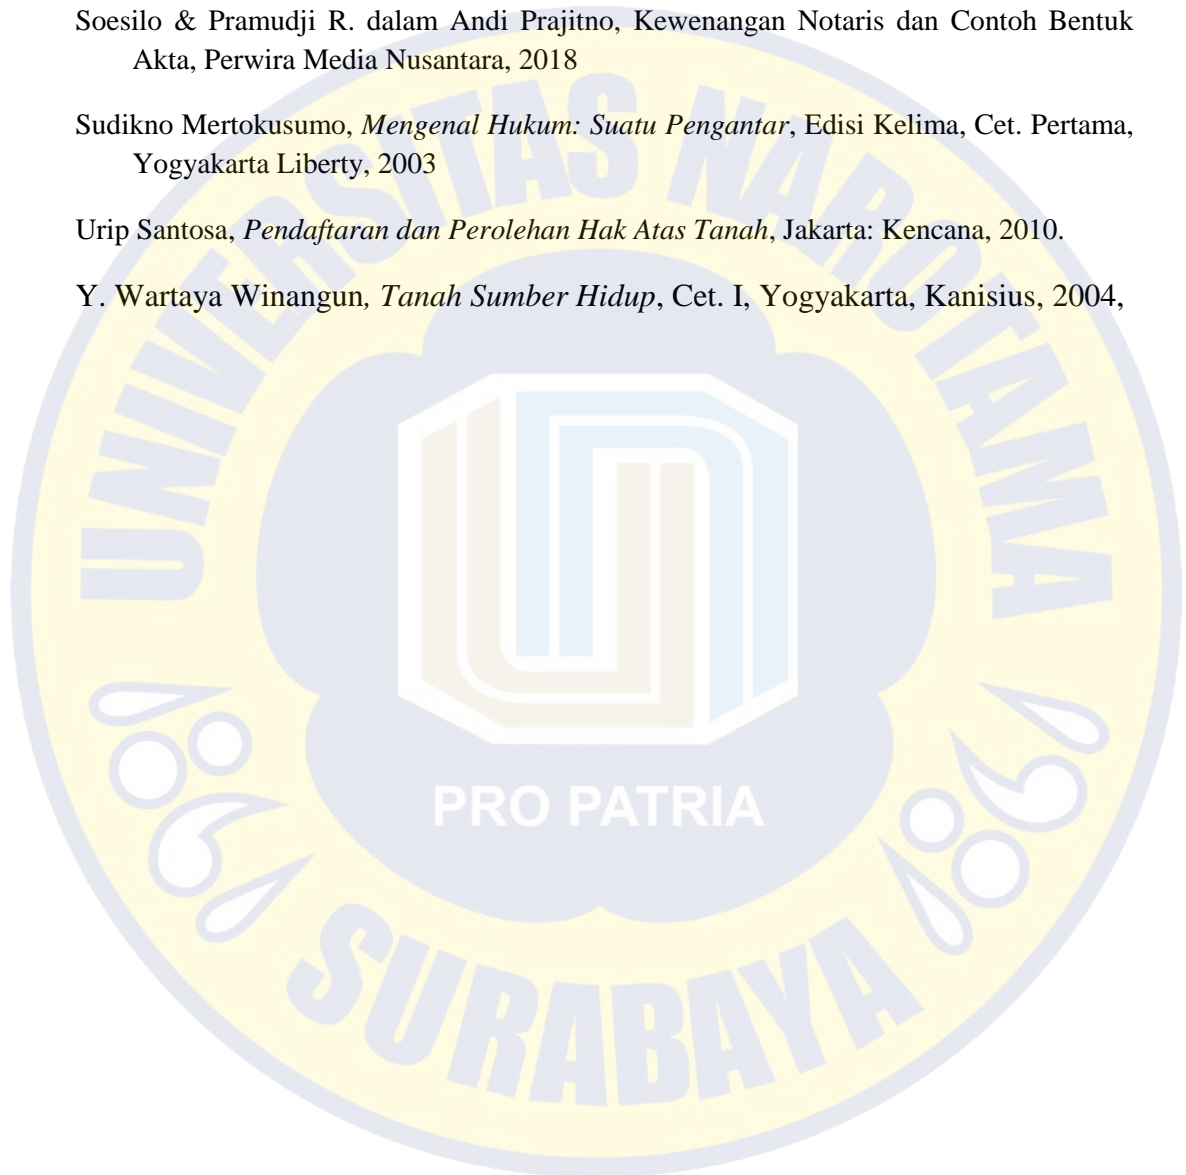 Soesilo & Pramudji R. dalam Andi Prajitno, Kewenangan Notaris dan Contoh Bentuk
Akta, Perwira Media Nusantara, 2018
Sudikno Mertokusumo, Mengenal Hukum: Suatu Pengantar, Edisi Kelima, Cet. Pertama,
Yogyakarta Liberty, 2003
Urip Santosa, Pendaftaran dan Perolehan Hak Atas Tanah, Jakarta: Kencana, 2010.
Y. Wartaya Winangun, Tanah Sumber Hidup, Cet. I, Yogyakarta, Kanisius, 2004,
UNIVERSITAS NAROTAMA
PRO PATRIA
SURABAYA